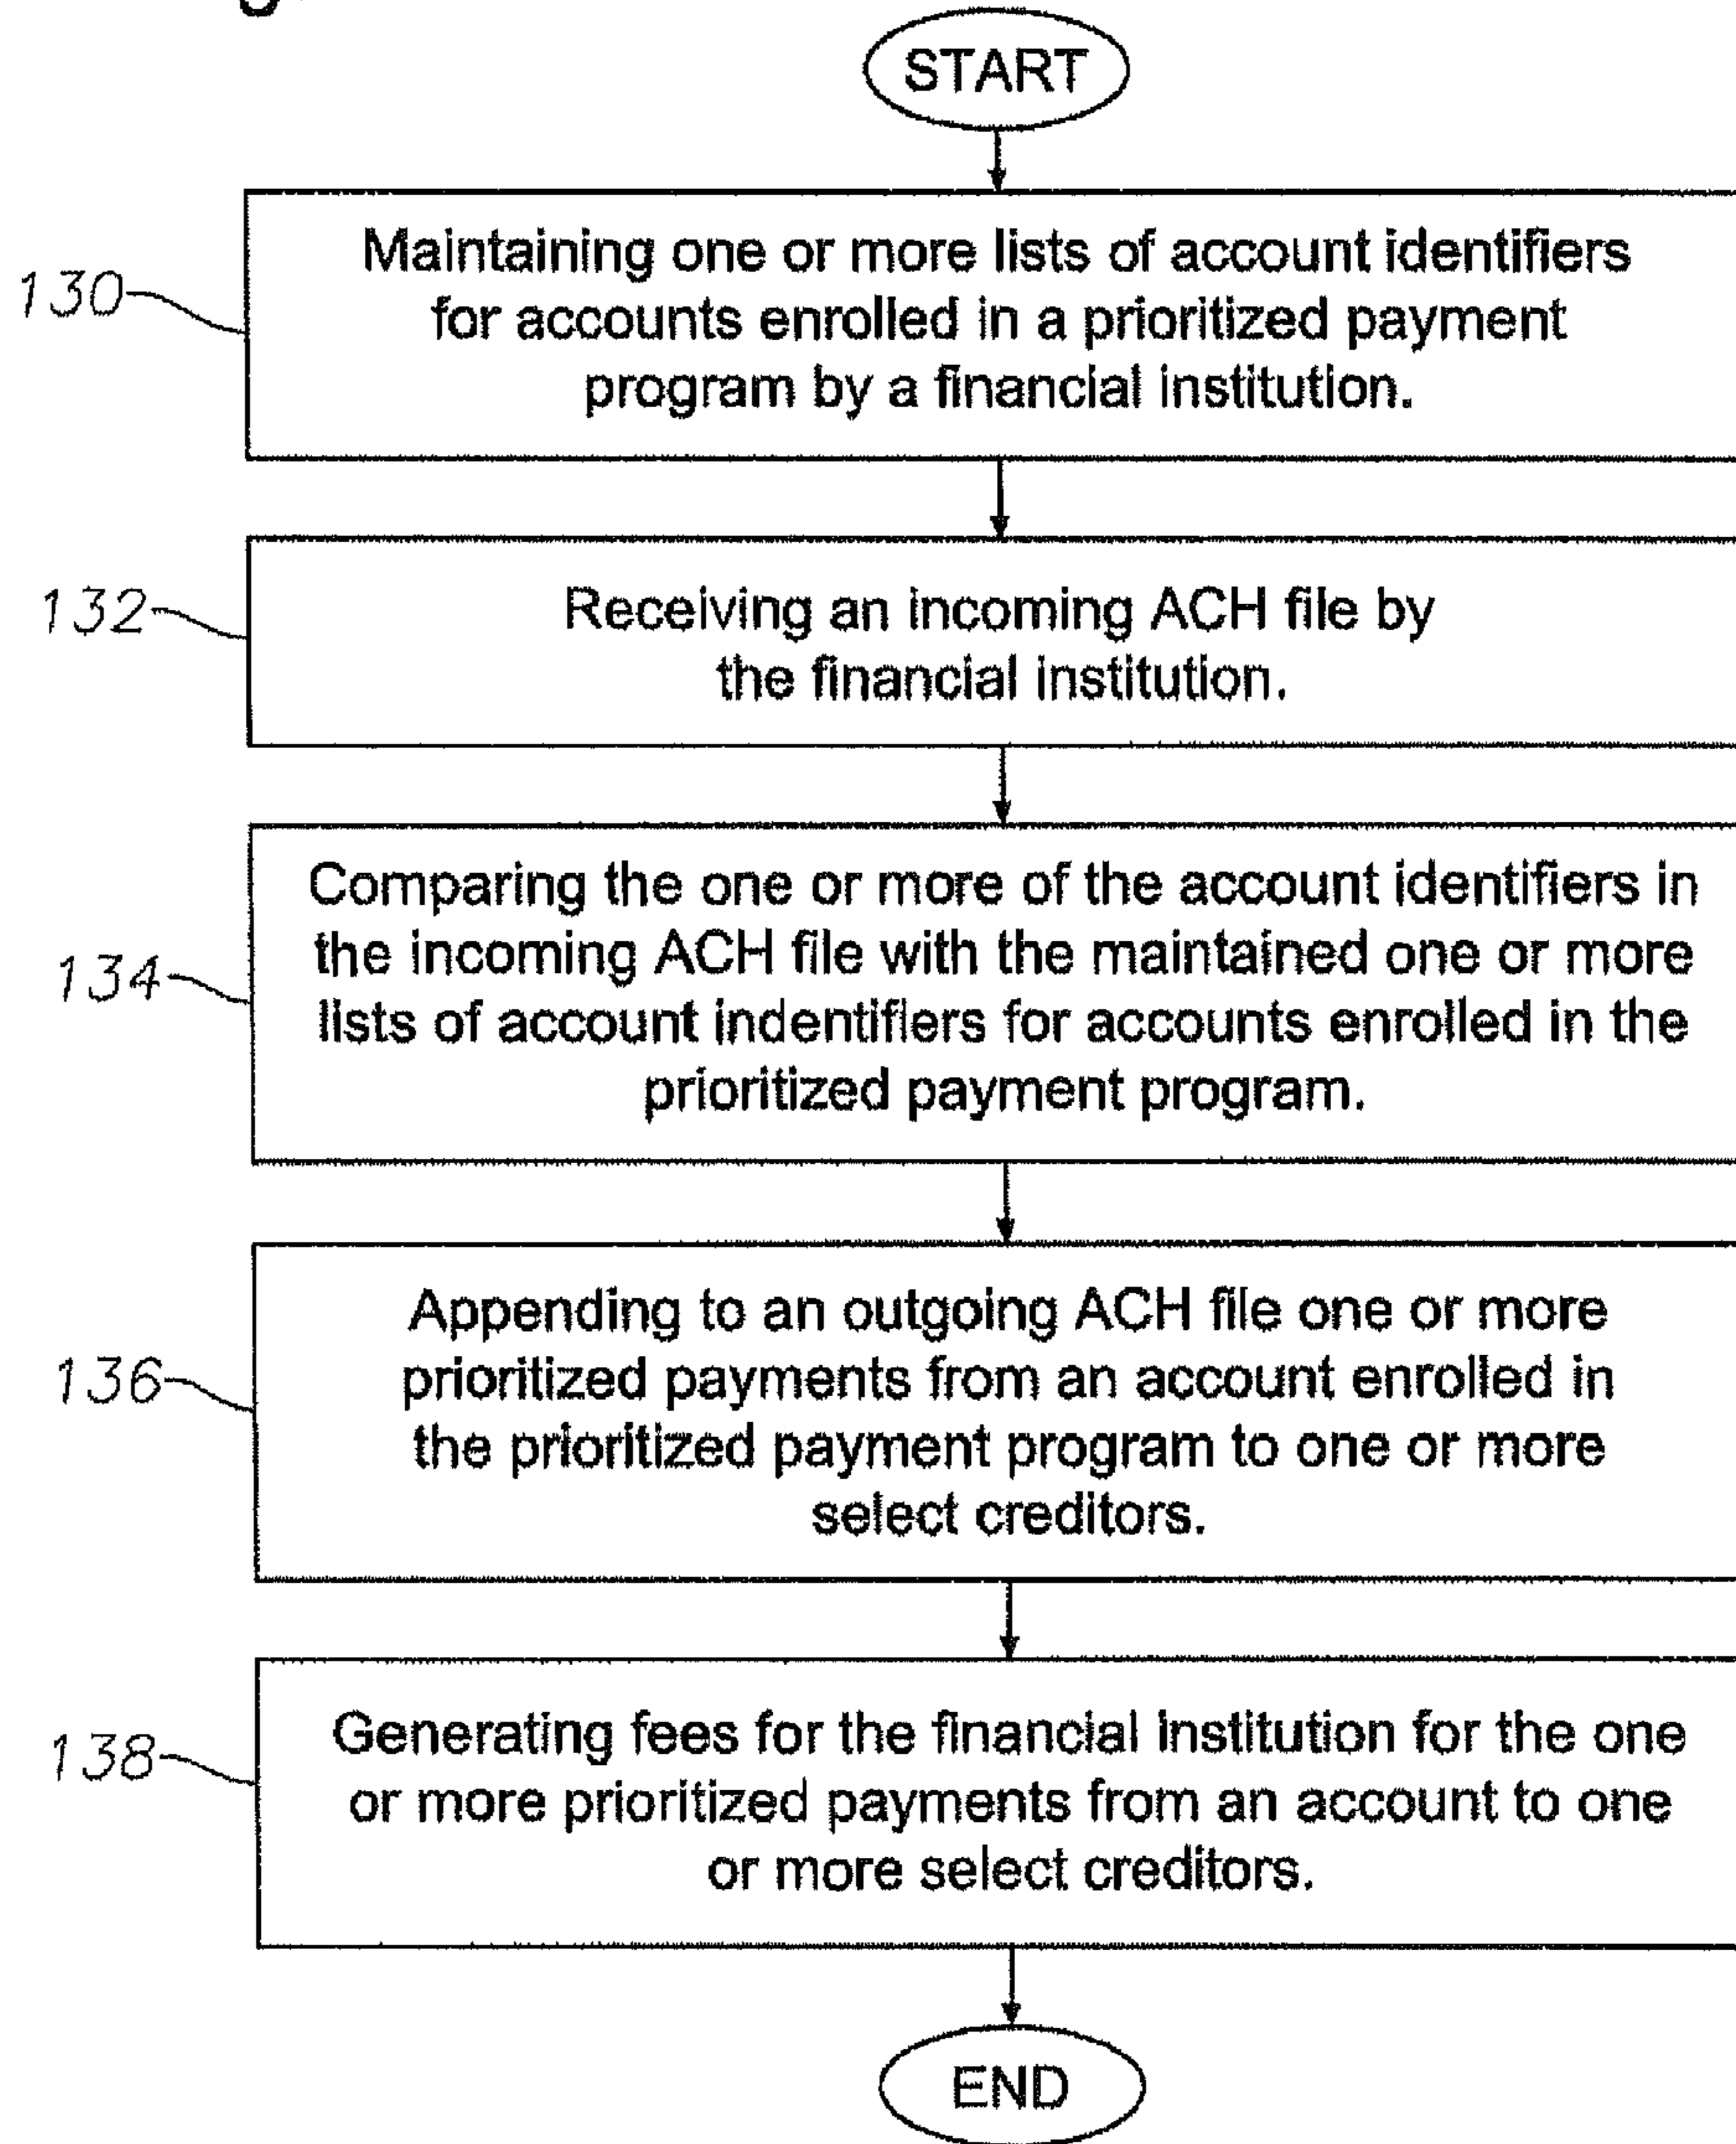 START
130
Maintaining one or more lists of account identifiers
for accounts enrolled in a prioritized payment
program by a financial institution.
132
Receiving an incoming ACH file by
the financial institution.
134
Comparing the one or more of the account identifiers in
the incoming ACH file with the maintained one or more
lists of account indentifiers for accounts enrolled in the
prioritized payment program.
136
Appending to an outgoing ACH file one or more
prioritized payments from an account enrolled in
the prioritized payment program to one or more
select creditors.
138
Generating fees for the financial institution for the one
or more prioritized payments from an account to one
or more select creditors.
END